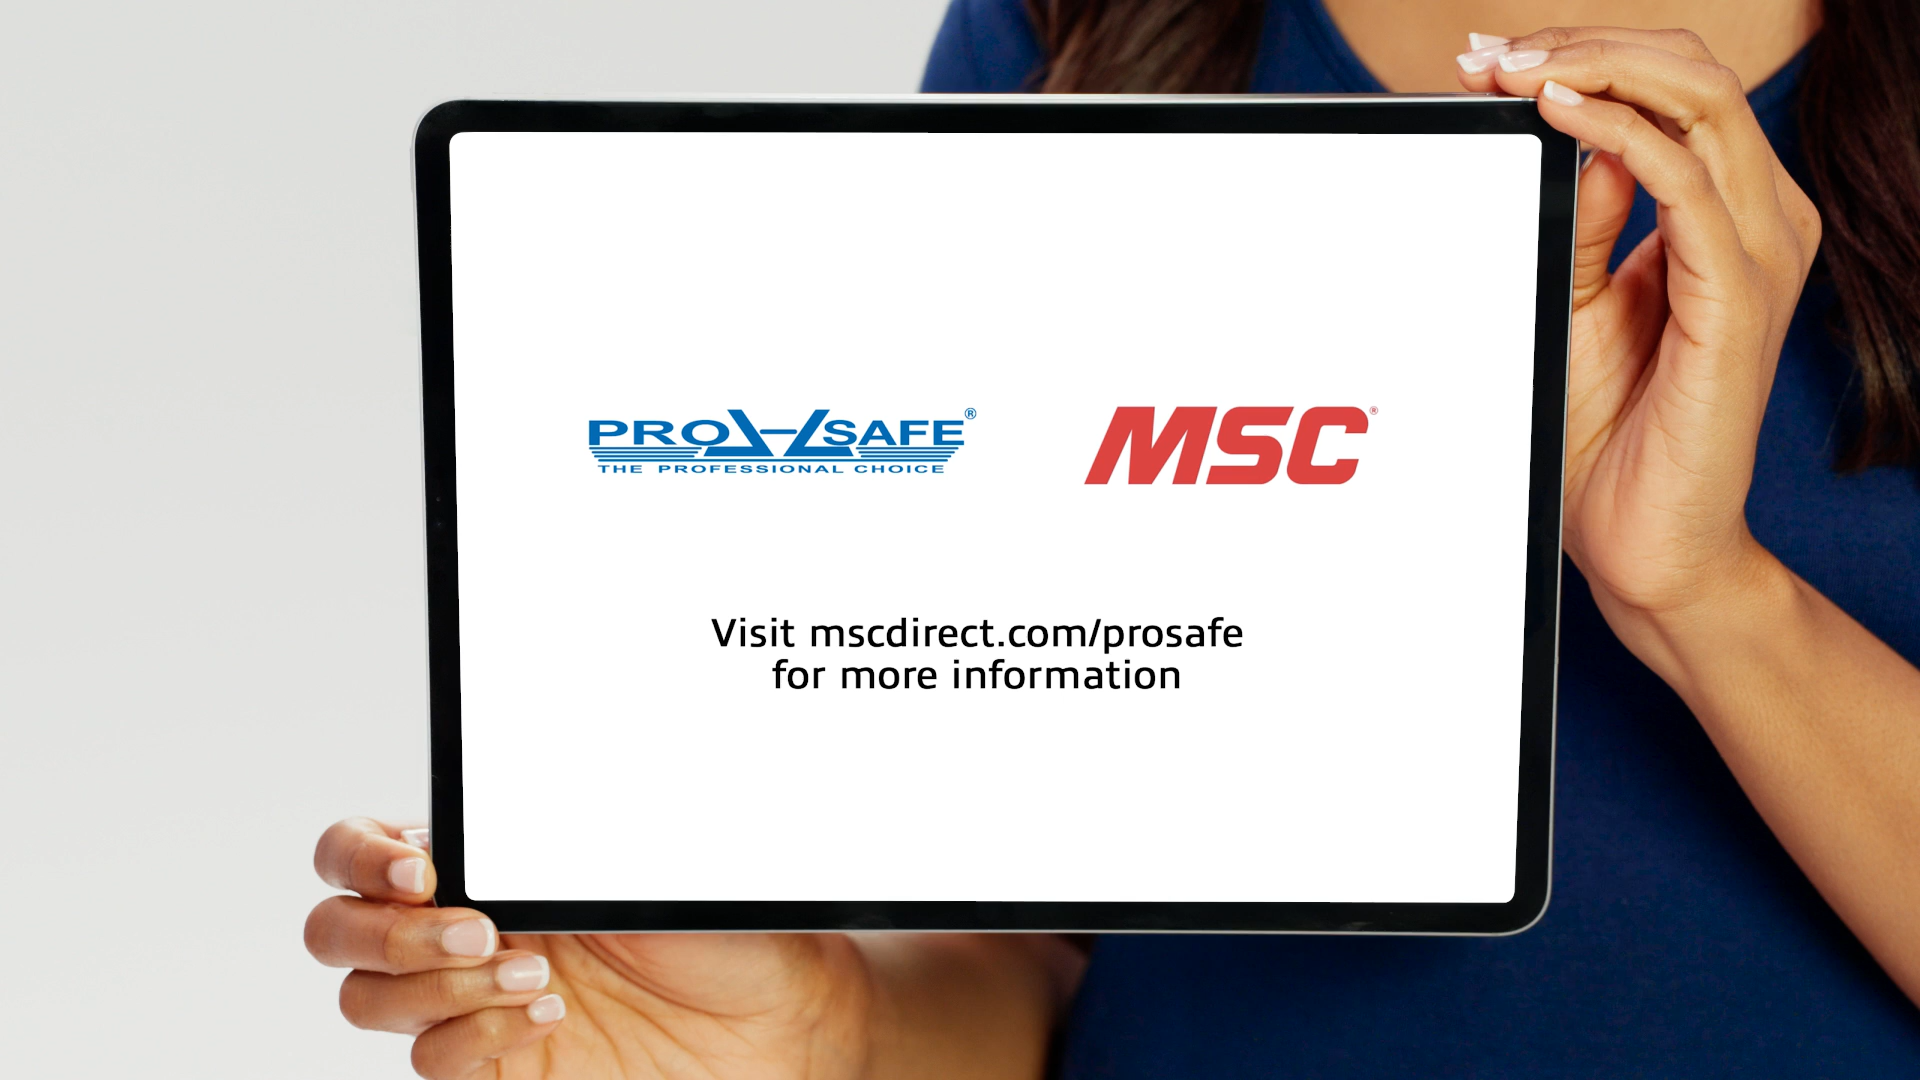 PRO SAFE®
THE PROFESSIONAL CHOICE
MSC®
Visit mscdirect.com/prosafe
for more information